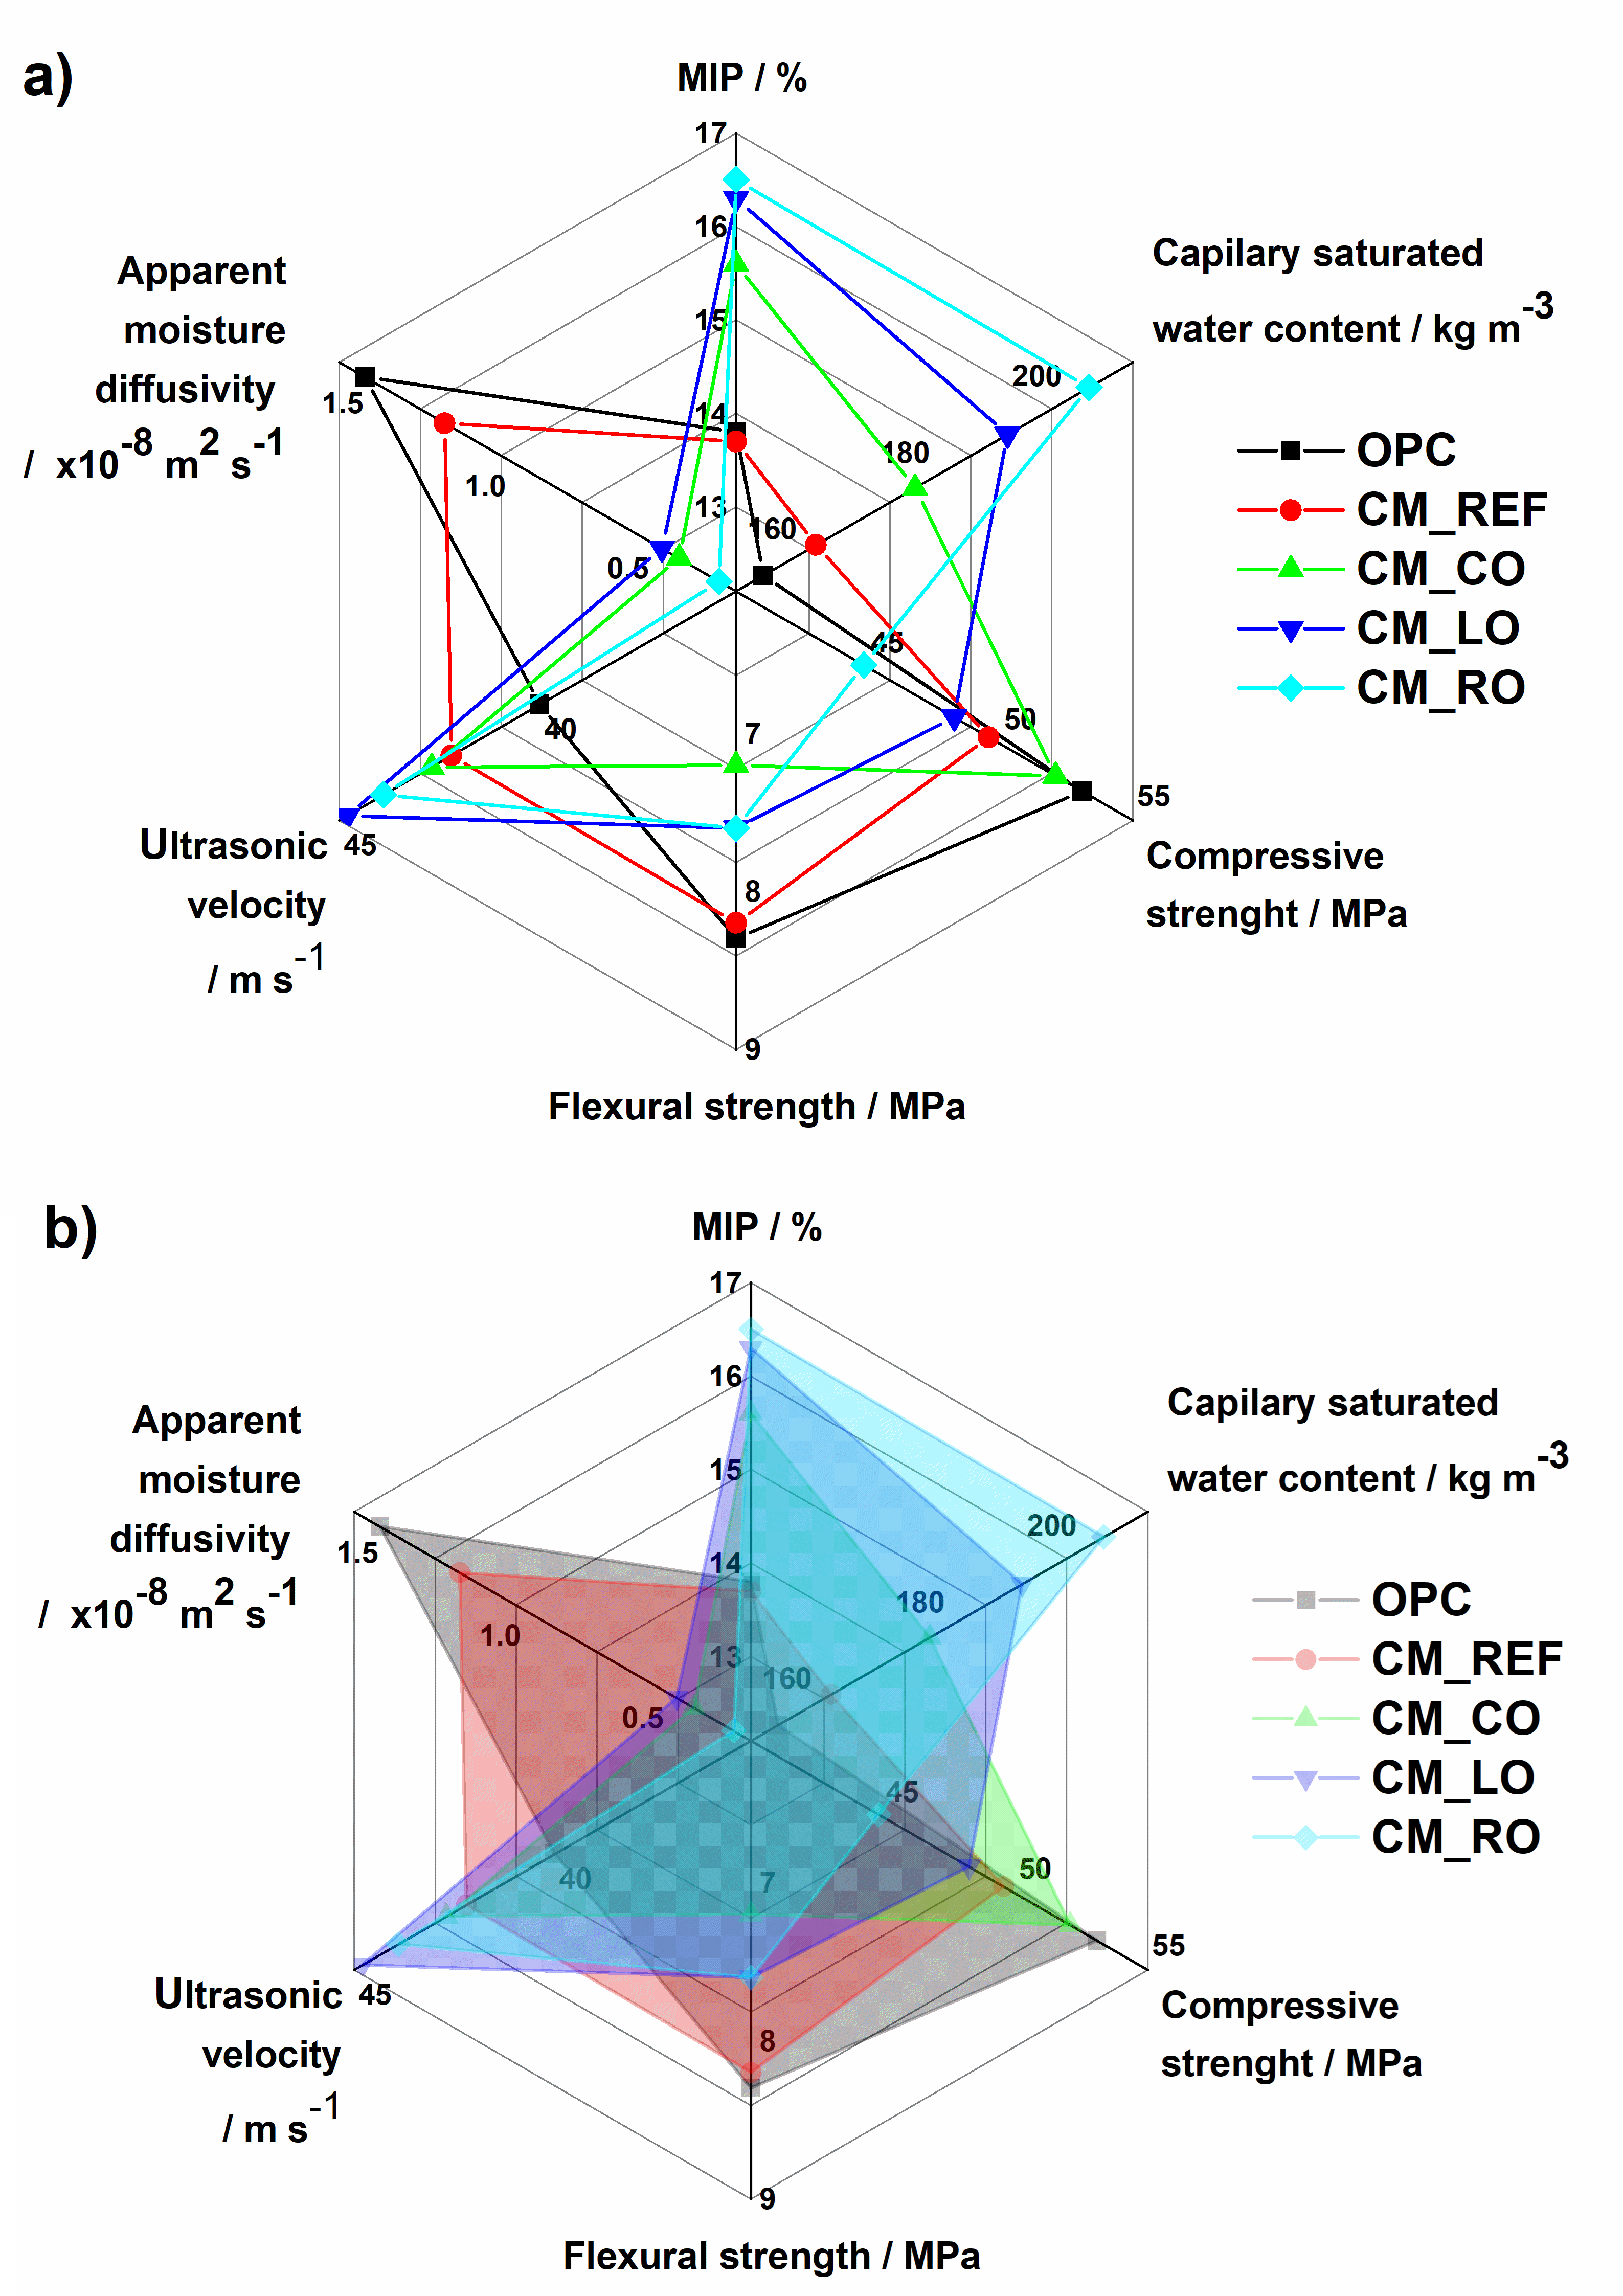 a)
MIP / %
17
16
15
14
13
Capilary saturated
water content / kg m-3
200
180
160
Apparent
moisture
diffusivity
/ x10-8 m2 s-1
1.5
1.0
0.5
OPC
CM_REF
CM_CO
CM_LO
CM_RO
45
50
55
Compressive
strenght / MPa
40
45
Ultrasonic
velocity
/ m s-1
7
8
9
Flexural strength / MPa
b)
MIP / %
17
16
15
14
13
Capilary saturated
water content / kg m-3
200
180
160
Apparent
moisture
diffusivity
/ x10-8 m2 s-1
1.5
1.0
0.5
OPC
CM_REF
CM_CO
CM_LO
CM_RO
45
50
55
Compressive
strenght / MPa
40
45
Ultrasonic
velocity
/ m s-1
7
8
9
Flexural strength / MPa